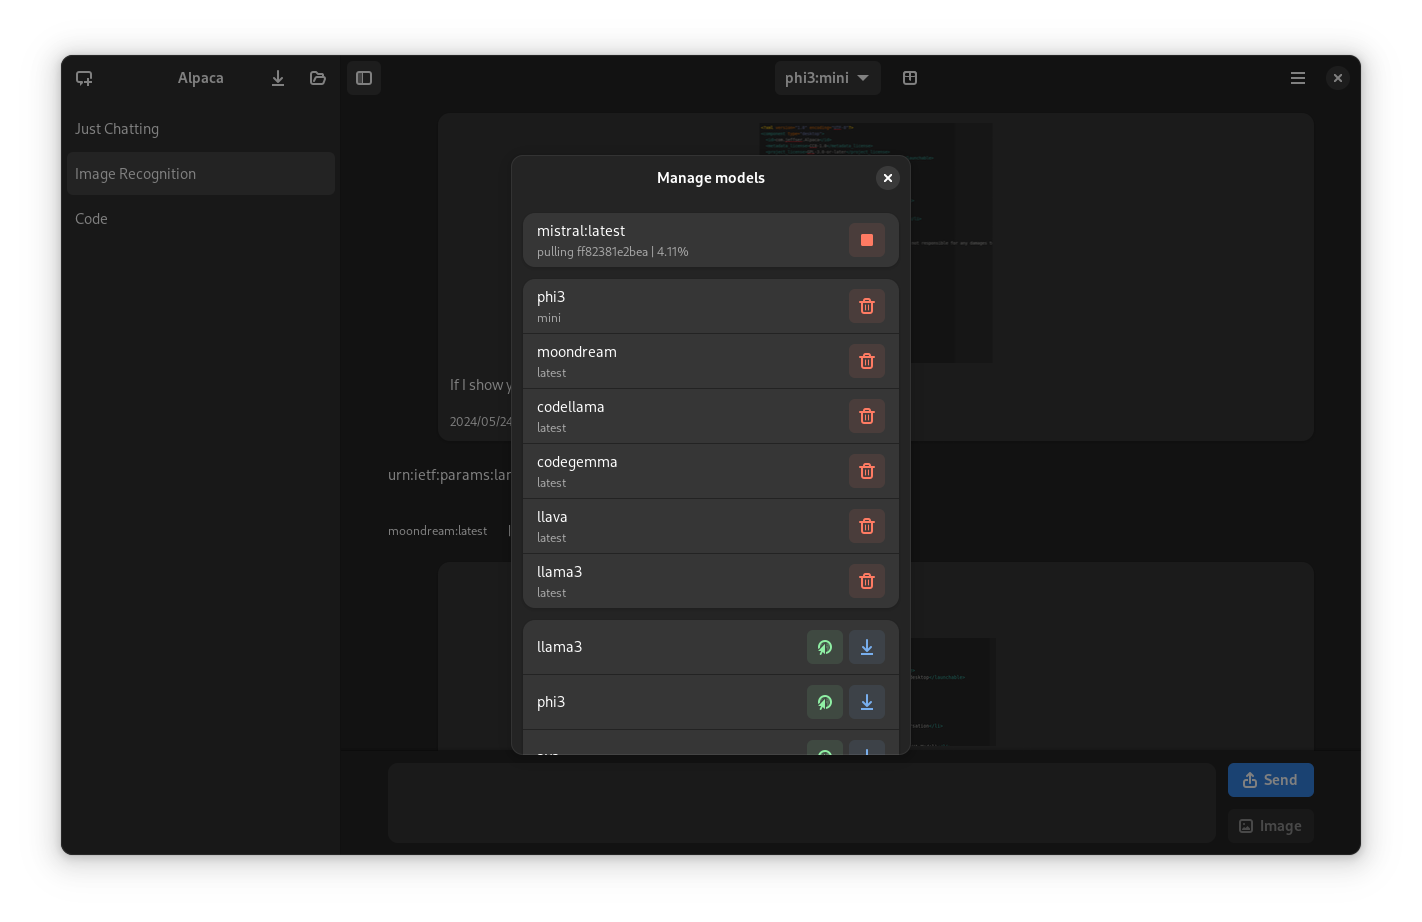 Alpaca
phi3:mini
Just Chatting
Image Recognition
Code
If I show y
2024/05/24
urn:ietf:params:lar
moondream:latest
Manage models
mistral:latest
pulling ff82381e2bea | 4.11%
phi3
mini
moondream
latest
codellama
latest
codegemma
latest
llava
latest
llama3
latest
llama3
phi3
Send
Image